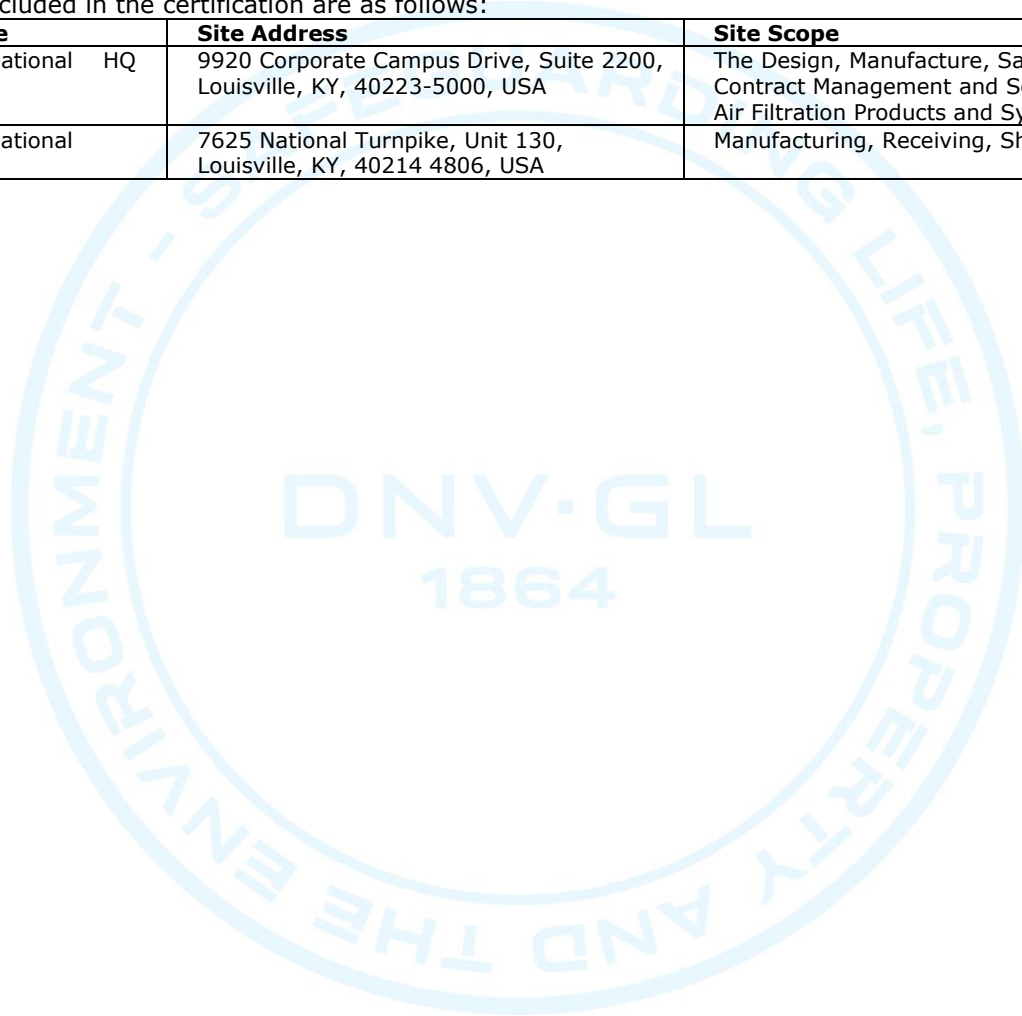 cluded in the certification are as follows:
e Site Address Site Scope
ational HQ 9920 Corporate Campus Drive, Suite 2200, The Design, Manufacture, Sa
Louisville, KY, 40223-5000, USA Contract Management and S
Air Filtration Products and Sy
ational 7625 National Turnpike, Unit 130, Manufacturing, Receiving, Sh
Louisville, KY, 40214 4806, USA
SAFEGUARDING LIFE, PROPERTY AND THE ENVIRONMENT -
DNV·GL
1864